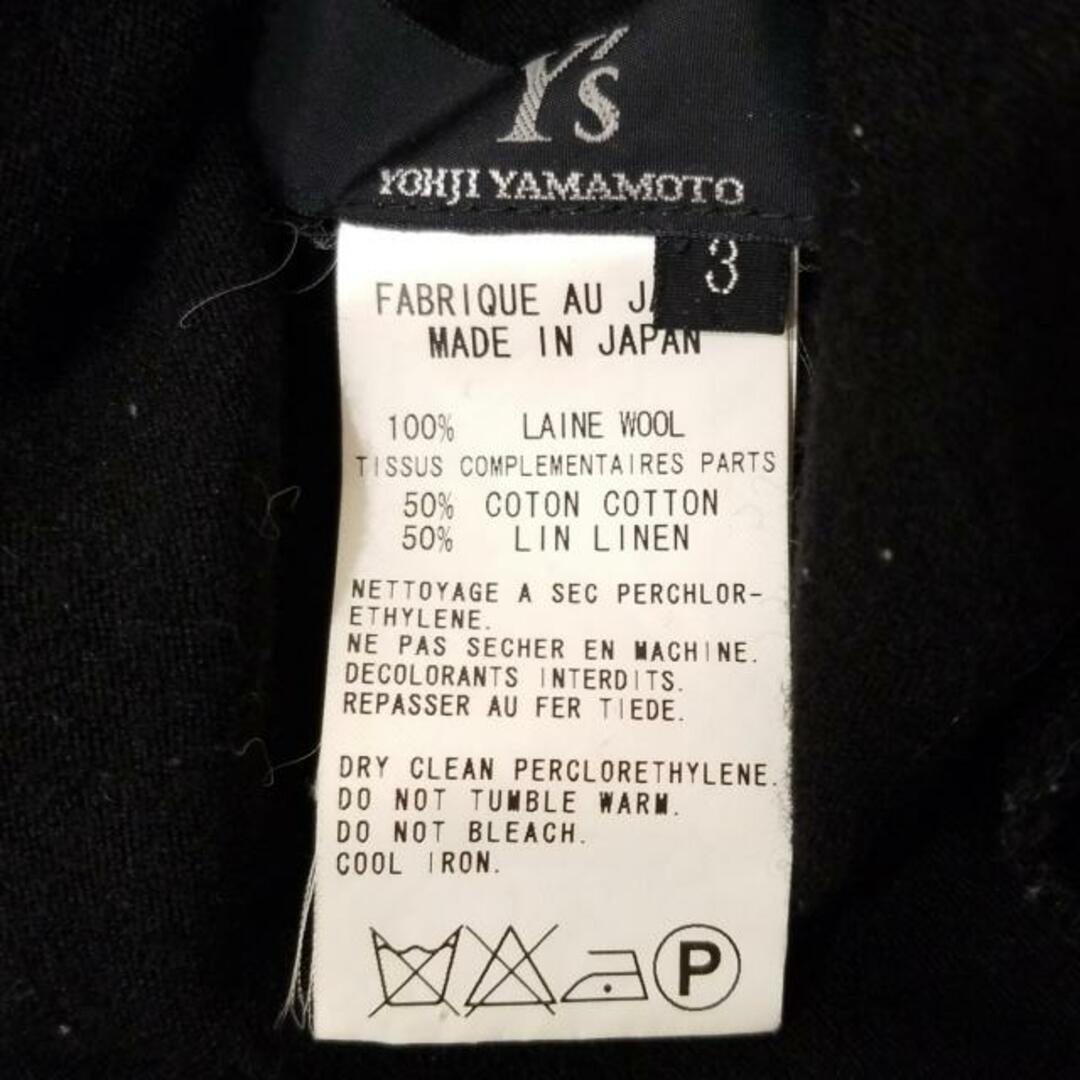 Y's
YOHJI YAMAMOTO
3
FABRIQUE AU
MADE IN JAPAN
100% LAINE WOOL
TISSUS COMPLEMENTAIRES PARTS
50% COTON COTTON
50% LIN LINEN
NETTOYAGE A SEC PERCHLOR-
ETHYLENE.
NE PAS SECHER EN MACHINE.
DECOLORANTS INTERDITS.
REPASSER AU FER TIEDE.
DRY CLEAN PERCLORETHYLENE.
DO NOT TUMBLE WARM.
DO NOT BLEACH.
COOL IRON.
P